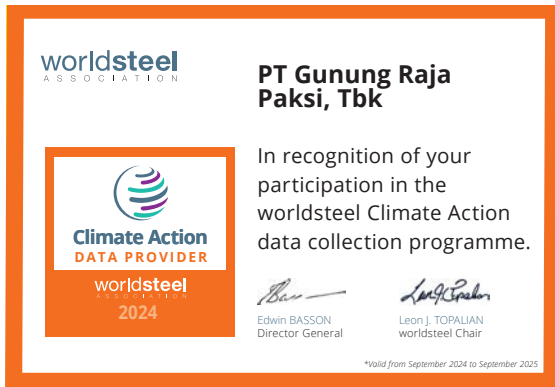 worldsteel
ASSOCIATION
PT Gunung Raja
Paksi, Tbk
In recognition of your
participation in the
worldsteel Climate Action
data collection programme.
Climate Action
DATA PROVIDER
worldsteel
ASSOCIATION
2024
Edwin BASSON
Director General
Leon J. TOPALIAN
worldsteel Chair
*Valid from September 2024 to September 2025